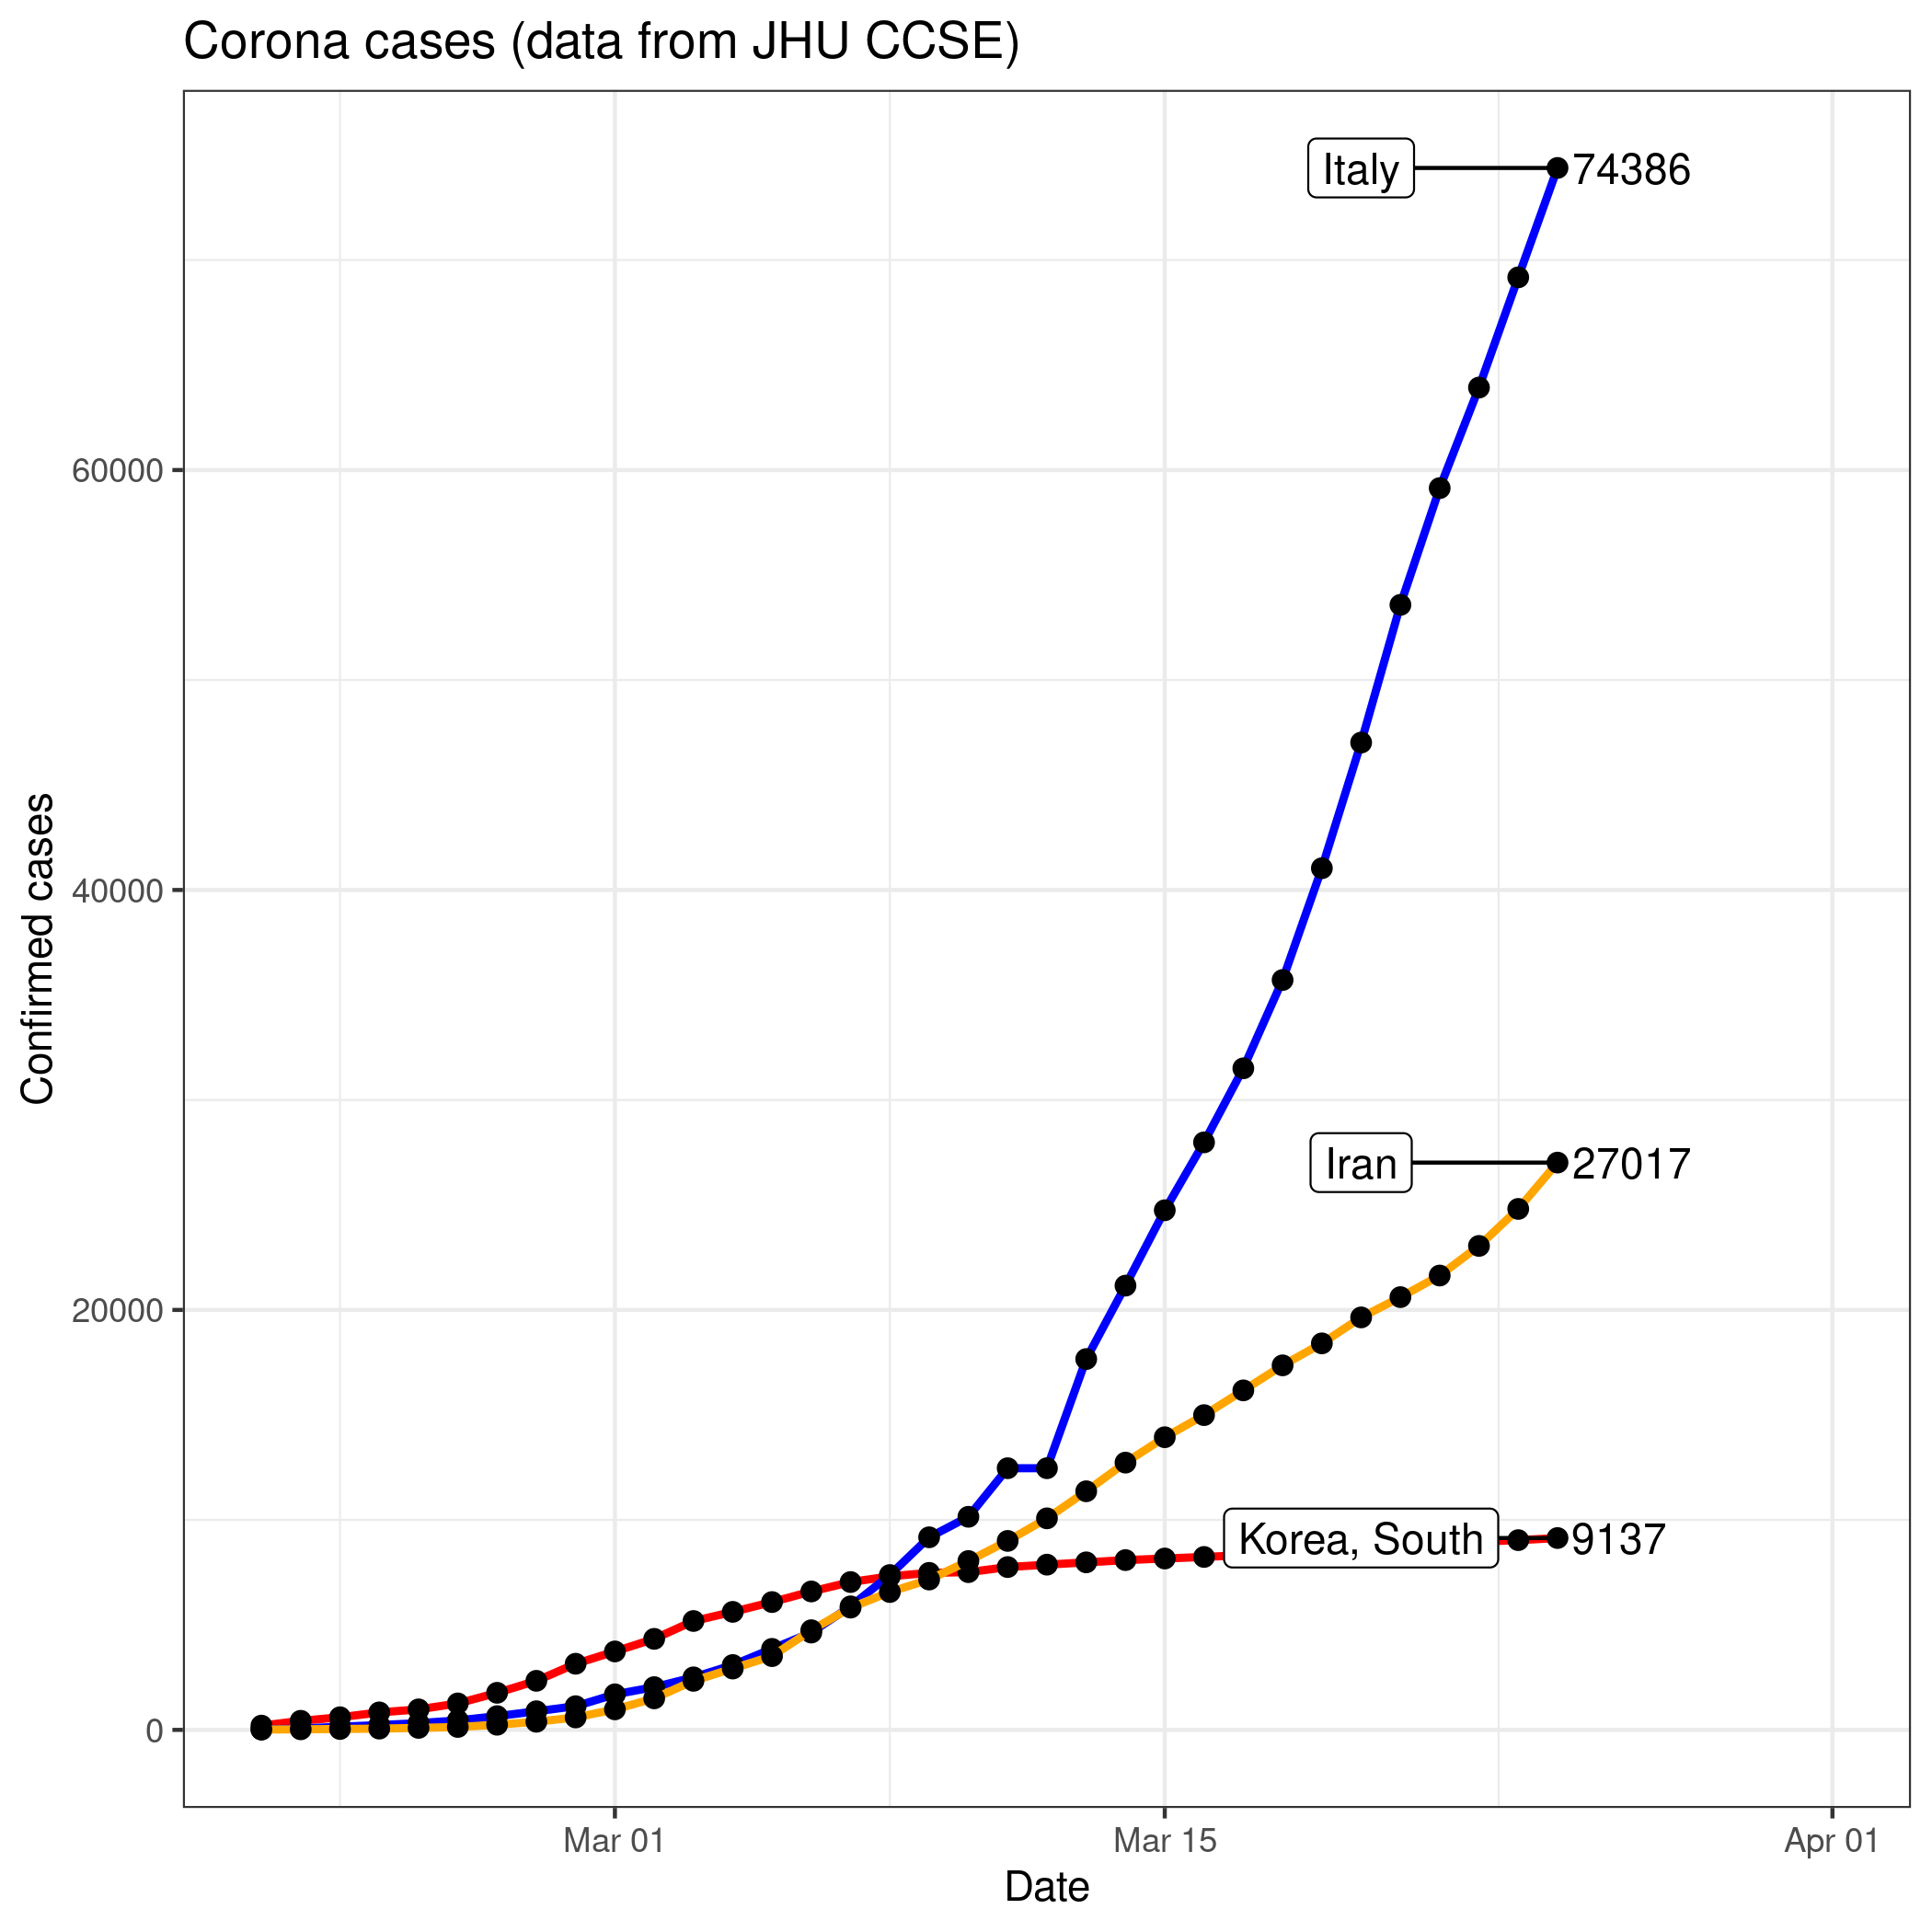 Corona cases (data from JHU CCSE)
Italy 74386
60000
40000
Confirmed cases
Iran 27017
20000
Korea, South 9137
0
Mar 01 Mar 15 Apr 01
Date